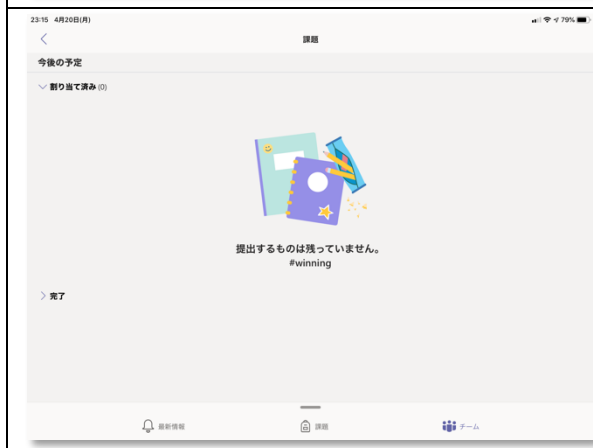 23:15 4月20日(月)
79%
課題
今後の予定
割り当て済み (0)
提出するものは残っていません。
#winning
完了
最新情報
課題
チーム